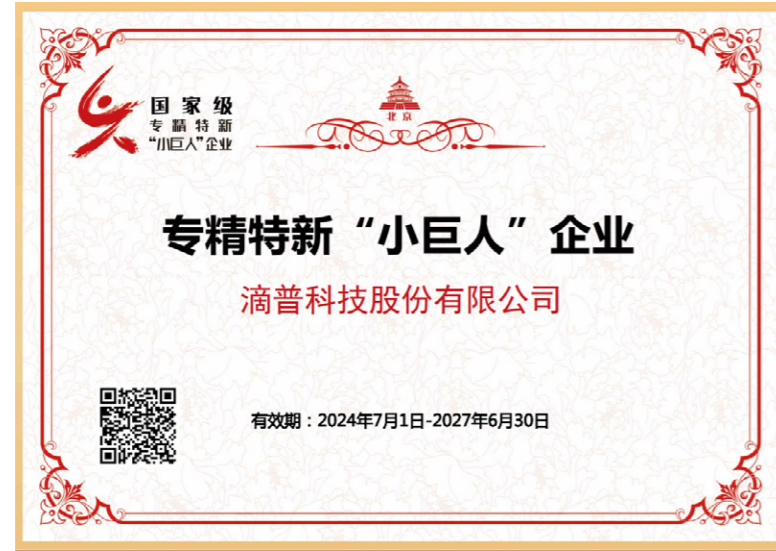 国家级
专精特新
“小巨人”企业
北京
专精特新“小巨人”企业
滴普科技股份有限公司
有效期：2024年7月1日-2027年6月30日